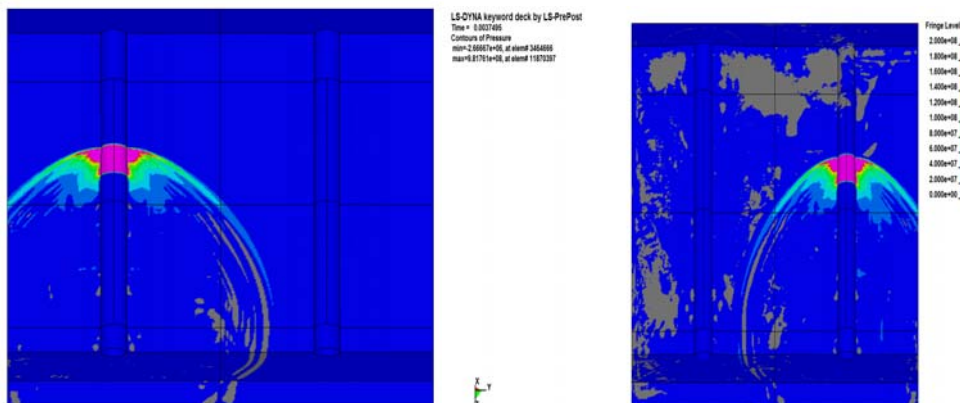 LS-DYNA keyword deck by LS-PrePost
Time = 0.0037495
Contours of Pressure
min=-2.66667e+06, at elem# 3464666
max=9.81761e+08, at elem# 11870397
Fringe Level
2.000e+08
1.800e+08
1.600e+08
1.400e+08
1.200e+08
1.000e+08
8.000e+07
6.000e+07
4.000e+07
2.000e+07
0.000e+00
X
Y